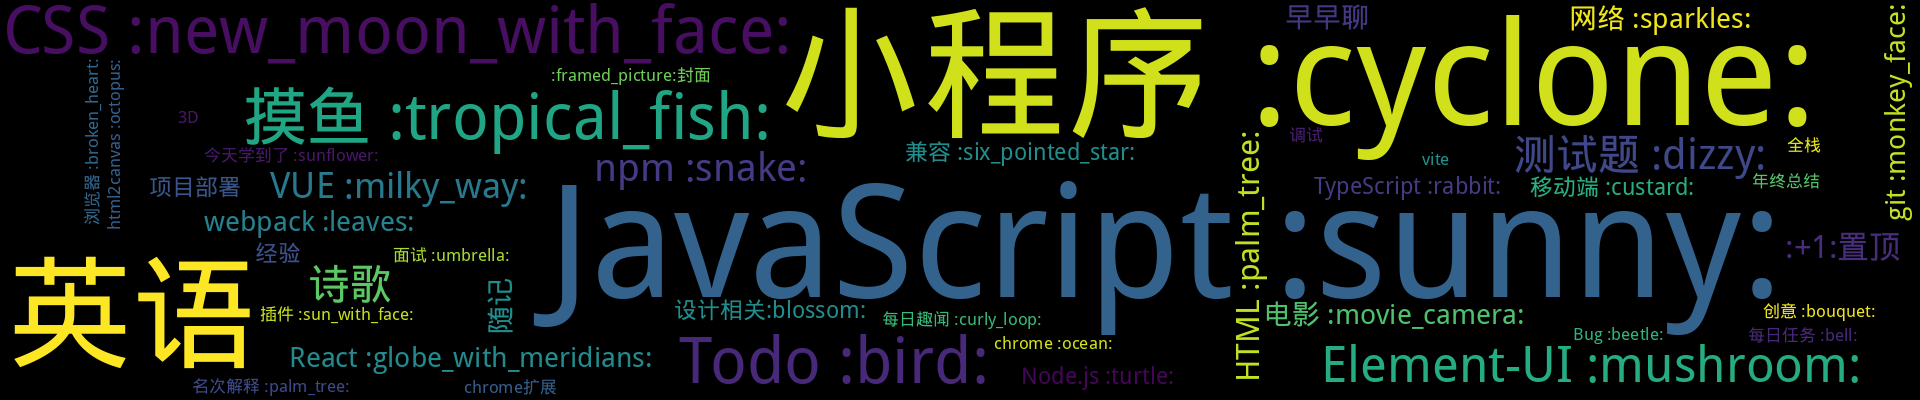 CSS :new_moon_with_face:
小程序 :cyclone:
早早聊
网络 :sparkles:
git :monkey_face:
浏览器 :broken_heart:
html2canvas :octopus:
:framed_picture:封面
3D
摸鱼 :tropical_fish:
调试
HTML :palm_tree:
测试题 :dizzy:
全栈
今天学到了 :sunflower:
npm :snake:
兼容 :six_pointed_star:
vite
项目部署
VUE :milky_way:
TypeScript :rabbit:
移动端 :custard:
年终总结
webpack :leaves:
JavaScript :sunny:
:+1:置顶
经验
面试 :umbrella:
英语
诗歌
随记
插件 :sun_with_face:
设计相关:blossom:
每日趣闻 :curly_loop:
电影 :movie_camera:
创意 :bouquet:
React :globe_with_meridians:
Todo :bird:
chrome :ocean:
Bug :beetle:
每日任务 :bell:
名次解释 :palm_tree:
chrome扩展
Node.js :turtle:
Element-UI :mushroom: